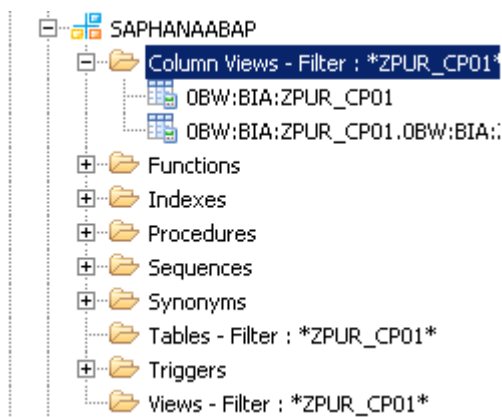 SAPHANAABAP
Column Views - Filter : *ZPUR_CP01*
0BW:BIA:ZPUR_CP01
0BW:BIA:ZPUR_CP01.0BW:BIA:
Functions
Indexes
Procedures
Sequences
Synonyms
Tables - Filter : *ZPUR_CP01*
Triggers
Views - Filter : *ZPUR_CP01*